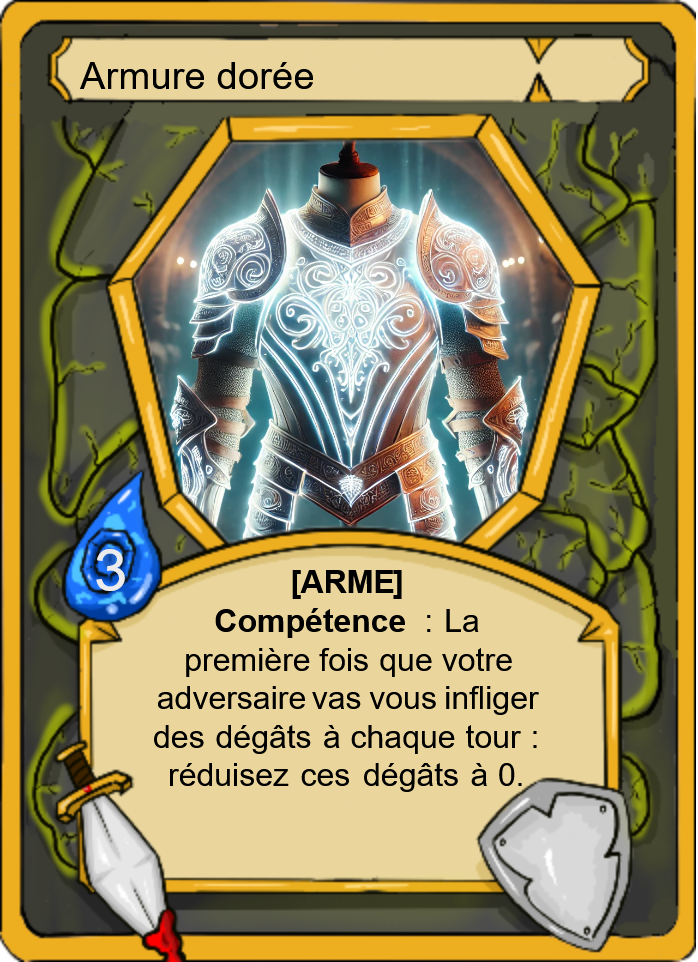 Armure dorée
3
[ARME]
Compétence : La
première fois que votre
adversaire vas vous infliger
des dégâts à chaque tour :
réduisez ces dégâts à 0.